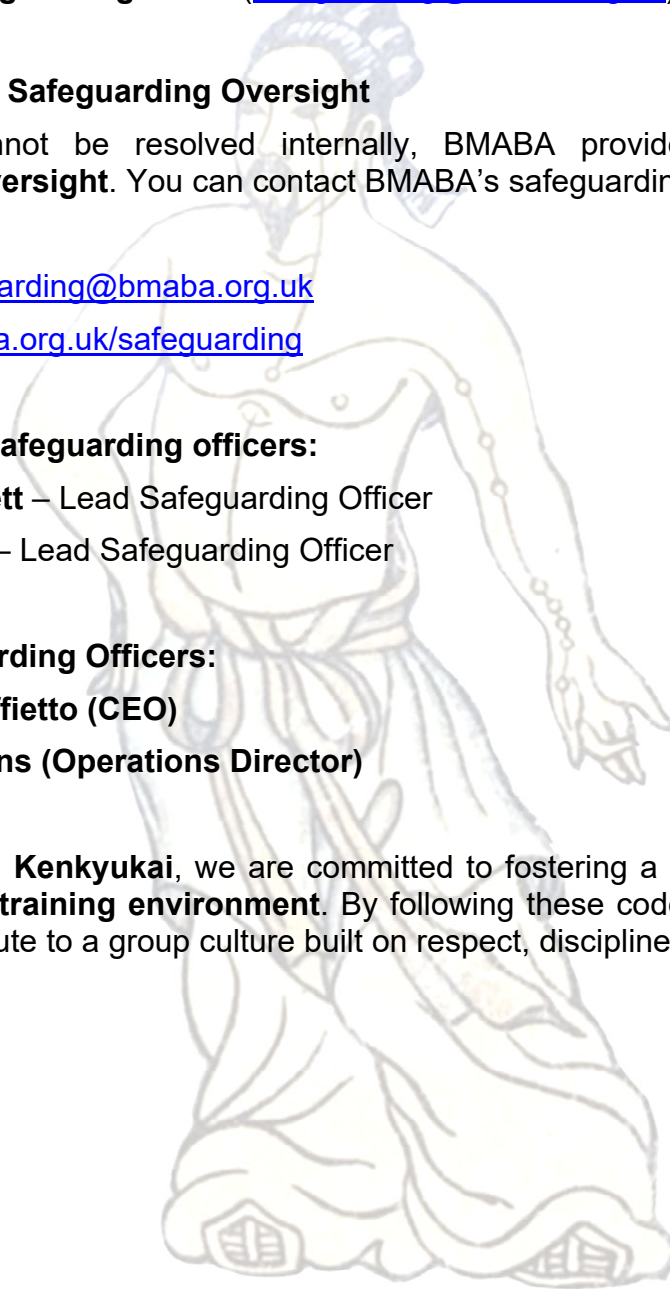 Safeguarding Oversight
nnot be resolved internally, BMABA provide
versight. You can contact BMABA's safeguardin
arding@bmaba.org.uk
a.org.uk/safeguarding
afeguarding officers:
tt – Lead Safeguarding Officer
– Lead Safeguarding Officer
rding Officers:
ffietto (CEO)
ns (Operations Director)
Kenkyukai, we are committed to fostering a
training environment. By following these code
ute to a group culture built on respect, discipline